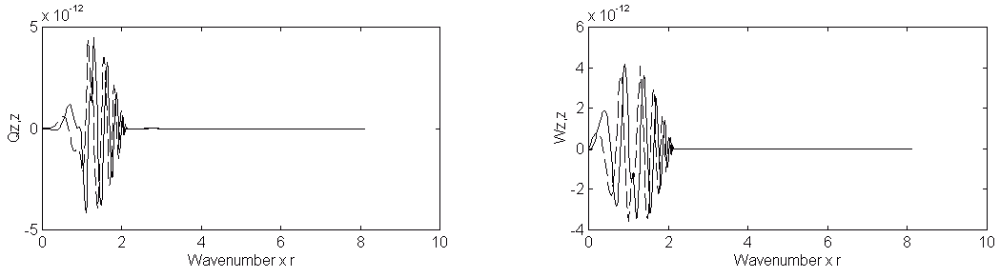 x 10-12
5
0
-5
Qz,z
0 2 4 6 8 10
Wavenumber x r
x 10-12
6
4
2
0
-2
-4
Wz,z
0 2 4 6 8 10
Wavenumber x r